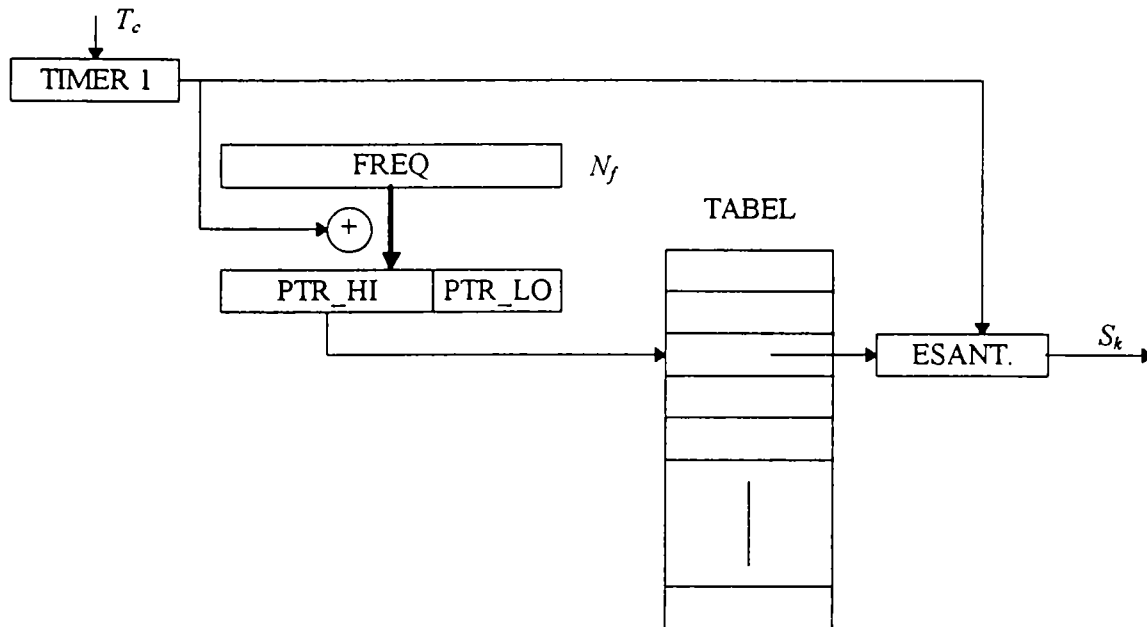 T_c
TIMER 1
FREQ
N_f
+
TABEL
PTR_HI
PTR_LO
ESANT.
S_k